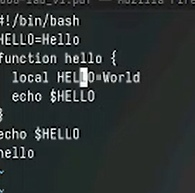 #!/bin/bash
HELLO=Hello
function hello {
local HELLO=World
echo $HELLO
}
echo $HELLO
hello
~